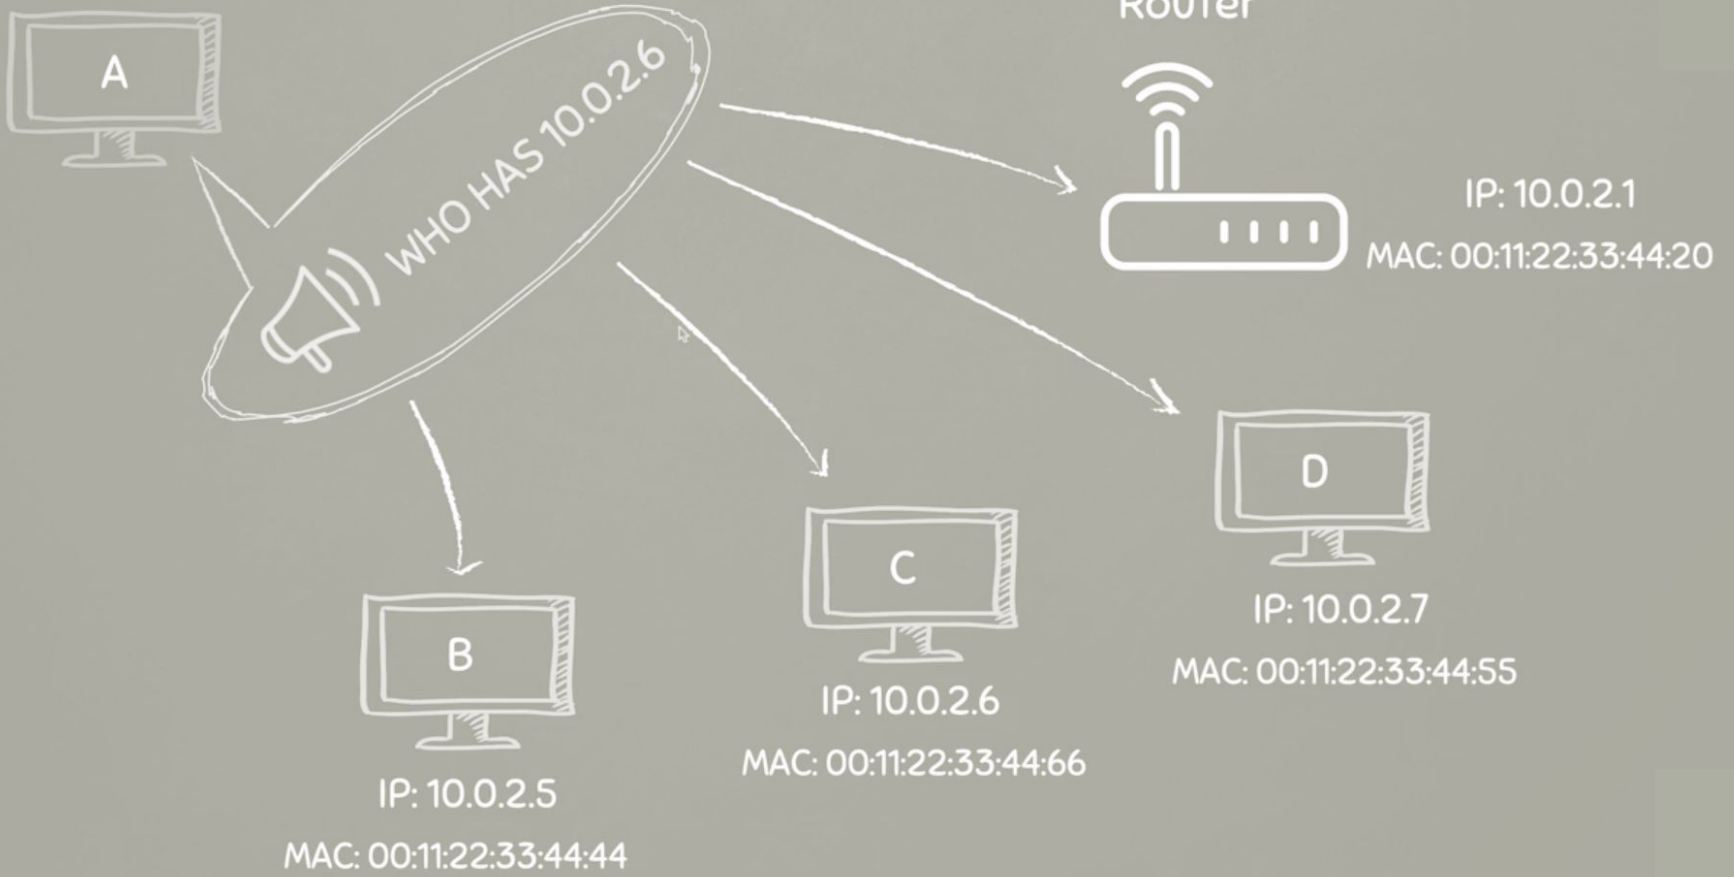 Router
A
WHO HAS 10.0.2.6
IP: 10.0.2.1
MAC: 00:11:22:33:44:20
D
IP: 10.0.2.7
MAC: 00:11:22:33:44:55
C
IP: 10.0.2.6
MAC: 00:11:22:33:44:66
B
IP: 10.0.2.5
MAC: 00:11:22:33:44:44